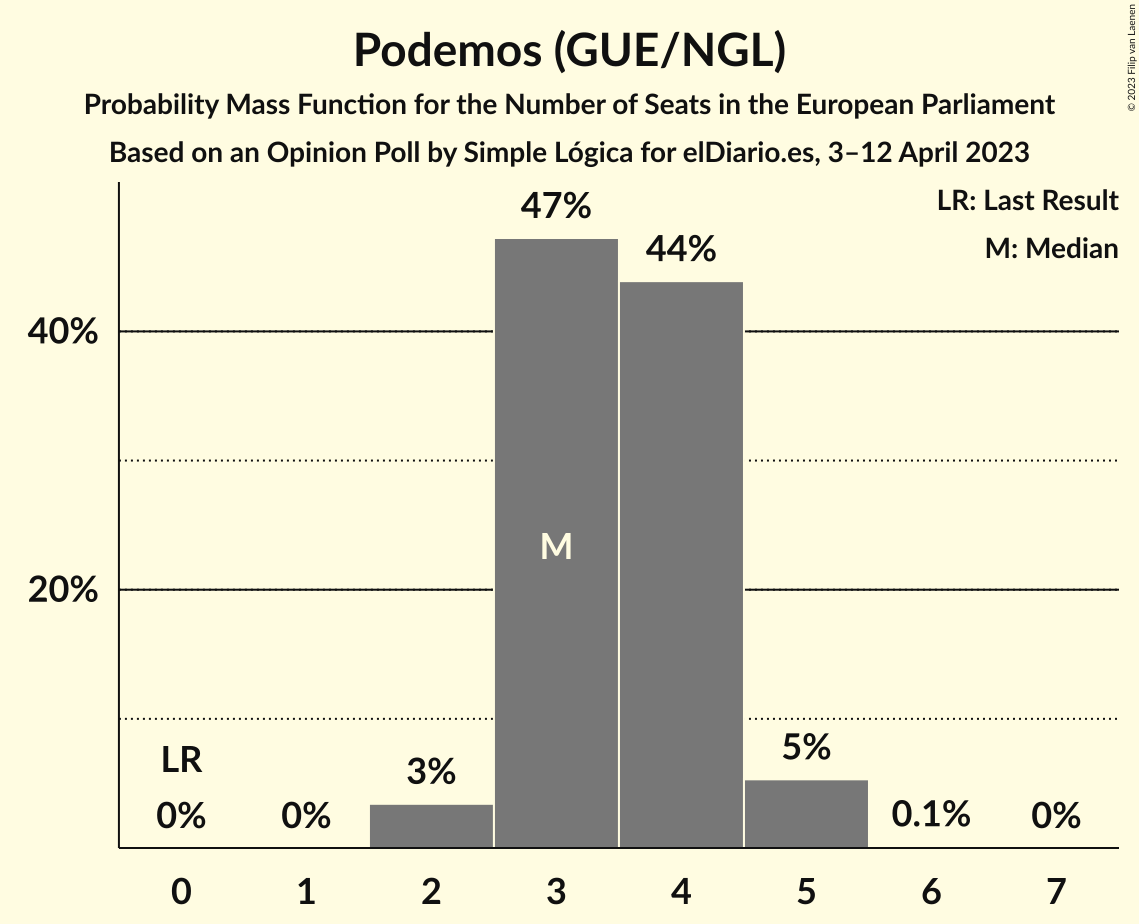 Podemos (GUE/NGL)
Probability Mass Function for the Number of Seats in the European Parliament
Based on an Opinion Poll by Simple Lógica for elDiario.es, 3–12 April 2023
© 2023 Filip van Laenen
LR: Last Result
M: Median
47%
44%
40%
M
20%
LR
0%
0%
3%
5%
0.1%
0%
0 1 2 3 4 5 6 7